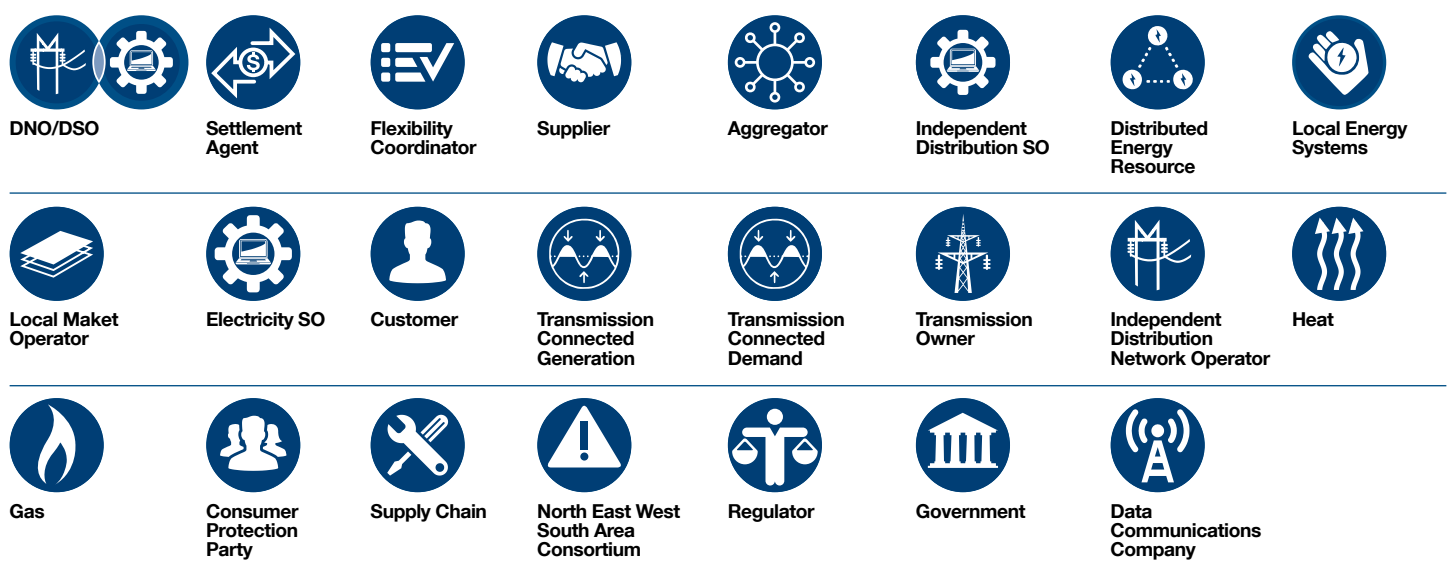 DNO/DSO
Settlement
Agent
Flexibility
Coordinator
Supplier
Aggregator
Independent
Distribution SO
Distributed
Energy
Resource
Local Energy
Systems
Local Maket
Operator
Electricity SO
Customer
Transmission
Connected
Generation
Transmission
Connected
Demand
Transmission
Owner
Independent
Distribution
Network Operator
Heat
Gas
Consumer
Protection
Party
Supply Chain
North East West
South Area
Consortium
Regulator
Government
Data
Communications
Company